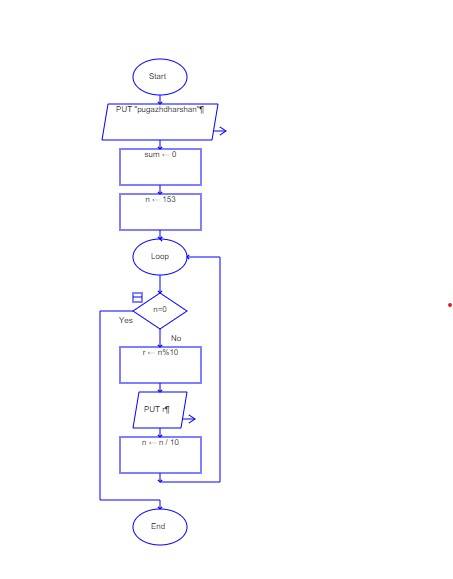 Start
PUT "pugazhdharshan"¶
sum ← 0
n ← 153
Loop
n=0
Yes
No
r ← n%10
PUT r¶
n ← n / 10
End